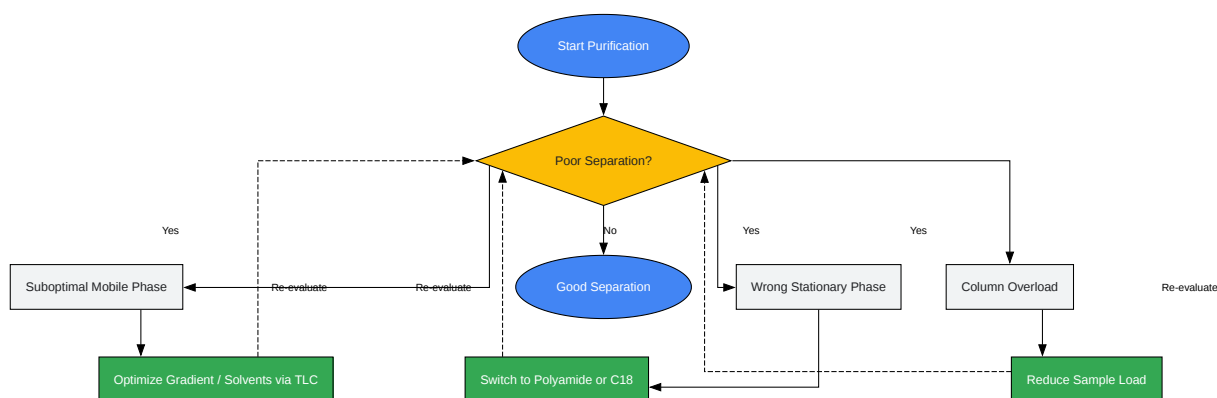 Start Purification
Poor Separation?
Yes
No
Yes
Yes
Suboptimal Mobile Phase
Re-evaluate
Re-evaluate
Good Separation
Wrong Stationary Phase
Column Overload
Re-evaluate
Optimize Gradient / Solvents via TLC
Switch to Polyamide or C18
Reduce Sample Load